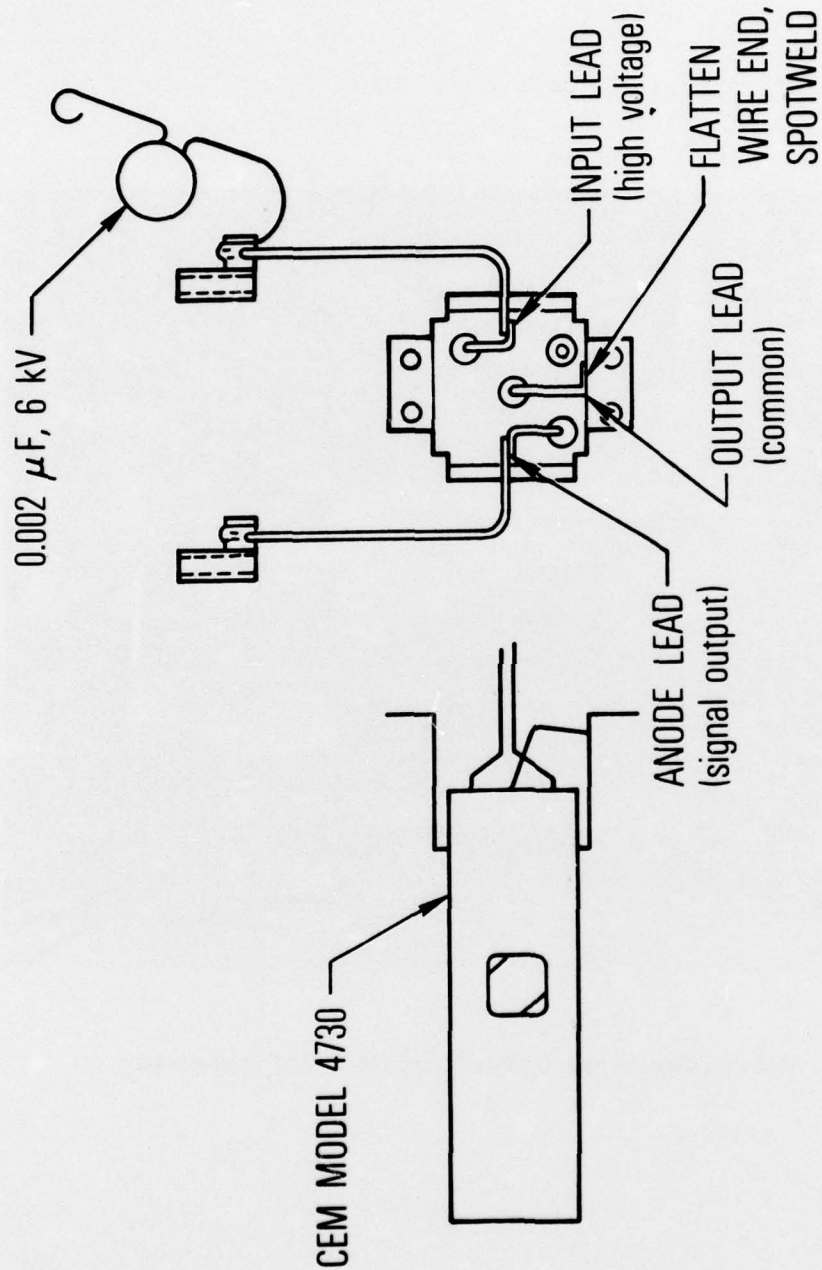 0.002 μF, 6 kV
CEM MODEL 4730
ANODE LEAD
(signal output)
OUTPUT LEAD
(common)
INPUT LEAD
(high voltage)
FLATTEN
WIRE END,
SPOTWELD